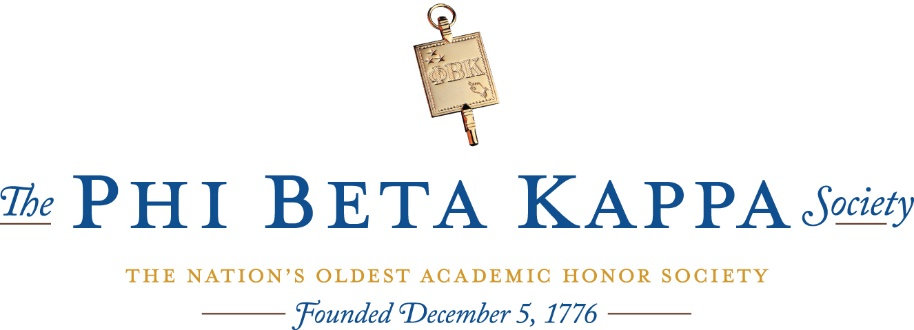 ΦΒΚ
The PHI BETA KAPPA Society
THE NATION'S OLDEST ACADEMIC HONOR SOCIETY
Founded December 5, 1776